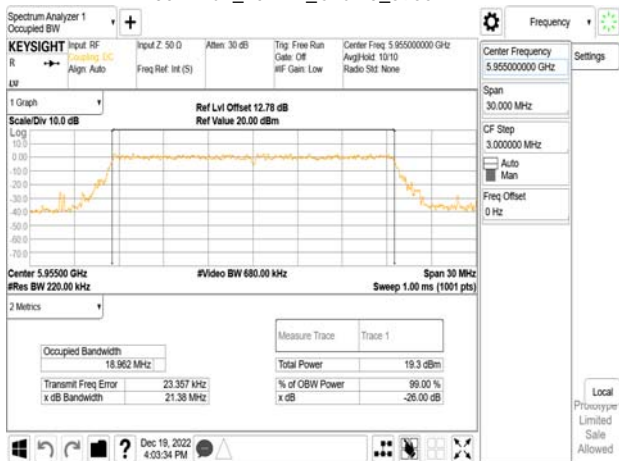 Spectrum Analyzer 1
Occupied BW
Frequency
KEYSIGHT Input: RF Input Z: 50 Ω Atten: 30 dB Trig: Free Run Center Freq: 5.955000000 GHz
R Coupling: DC Gate: Off Avg|Hold: 10/10
Align: Auto Freq Ref: Int (S) #IF Gain: Low Radio Std: None
Center Frequency
5.955000000 GHz
Settings
Span
30.000 MHz
CF Step
3.000000 MHz
Auto
Man
Freq Offset
0 Hz
1 Graph
Ref Lvl Offset 12.78 dB
Scale/Div 10.0 dB Ref Value 20.00 dBm
Log
10.0
0.00
-10.0
-20.0
-30.0
-40.0
-50.0
-60.0
-70.0
Center 5.95500 GHz #Video BW 680.00 kHz Span 30 MHz
#Res BW 220.00 kHz Sweep 1.00 ms (1001 pts)
2 Metrics
Measure Trace Trace 1
Occupied Bandwidth
18.962 MHz
Total Power 19.3 dBm
Transmit Freq Error 23.357 kHz % of OBW Power 99.00 %
x dB Bandwidth 21.38 MHz x dB -26.00 dB
Local
Prototype
Limited
Sale
Allowed
Dec 19, 2022
4:03:34 PM